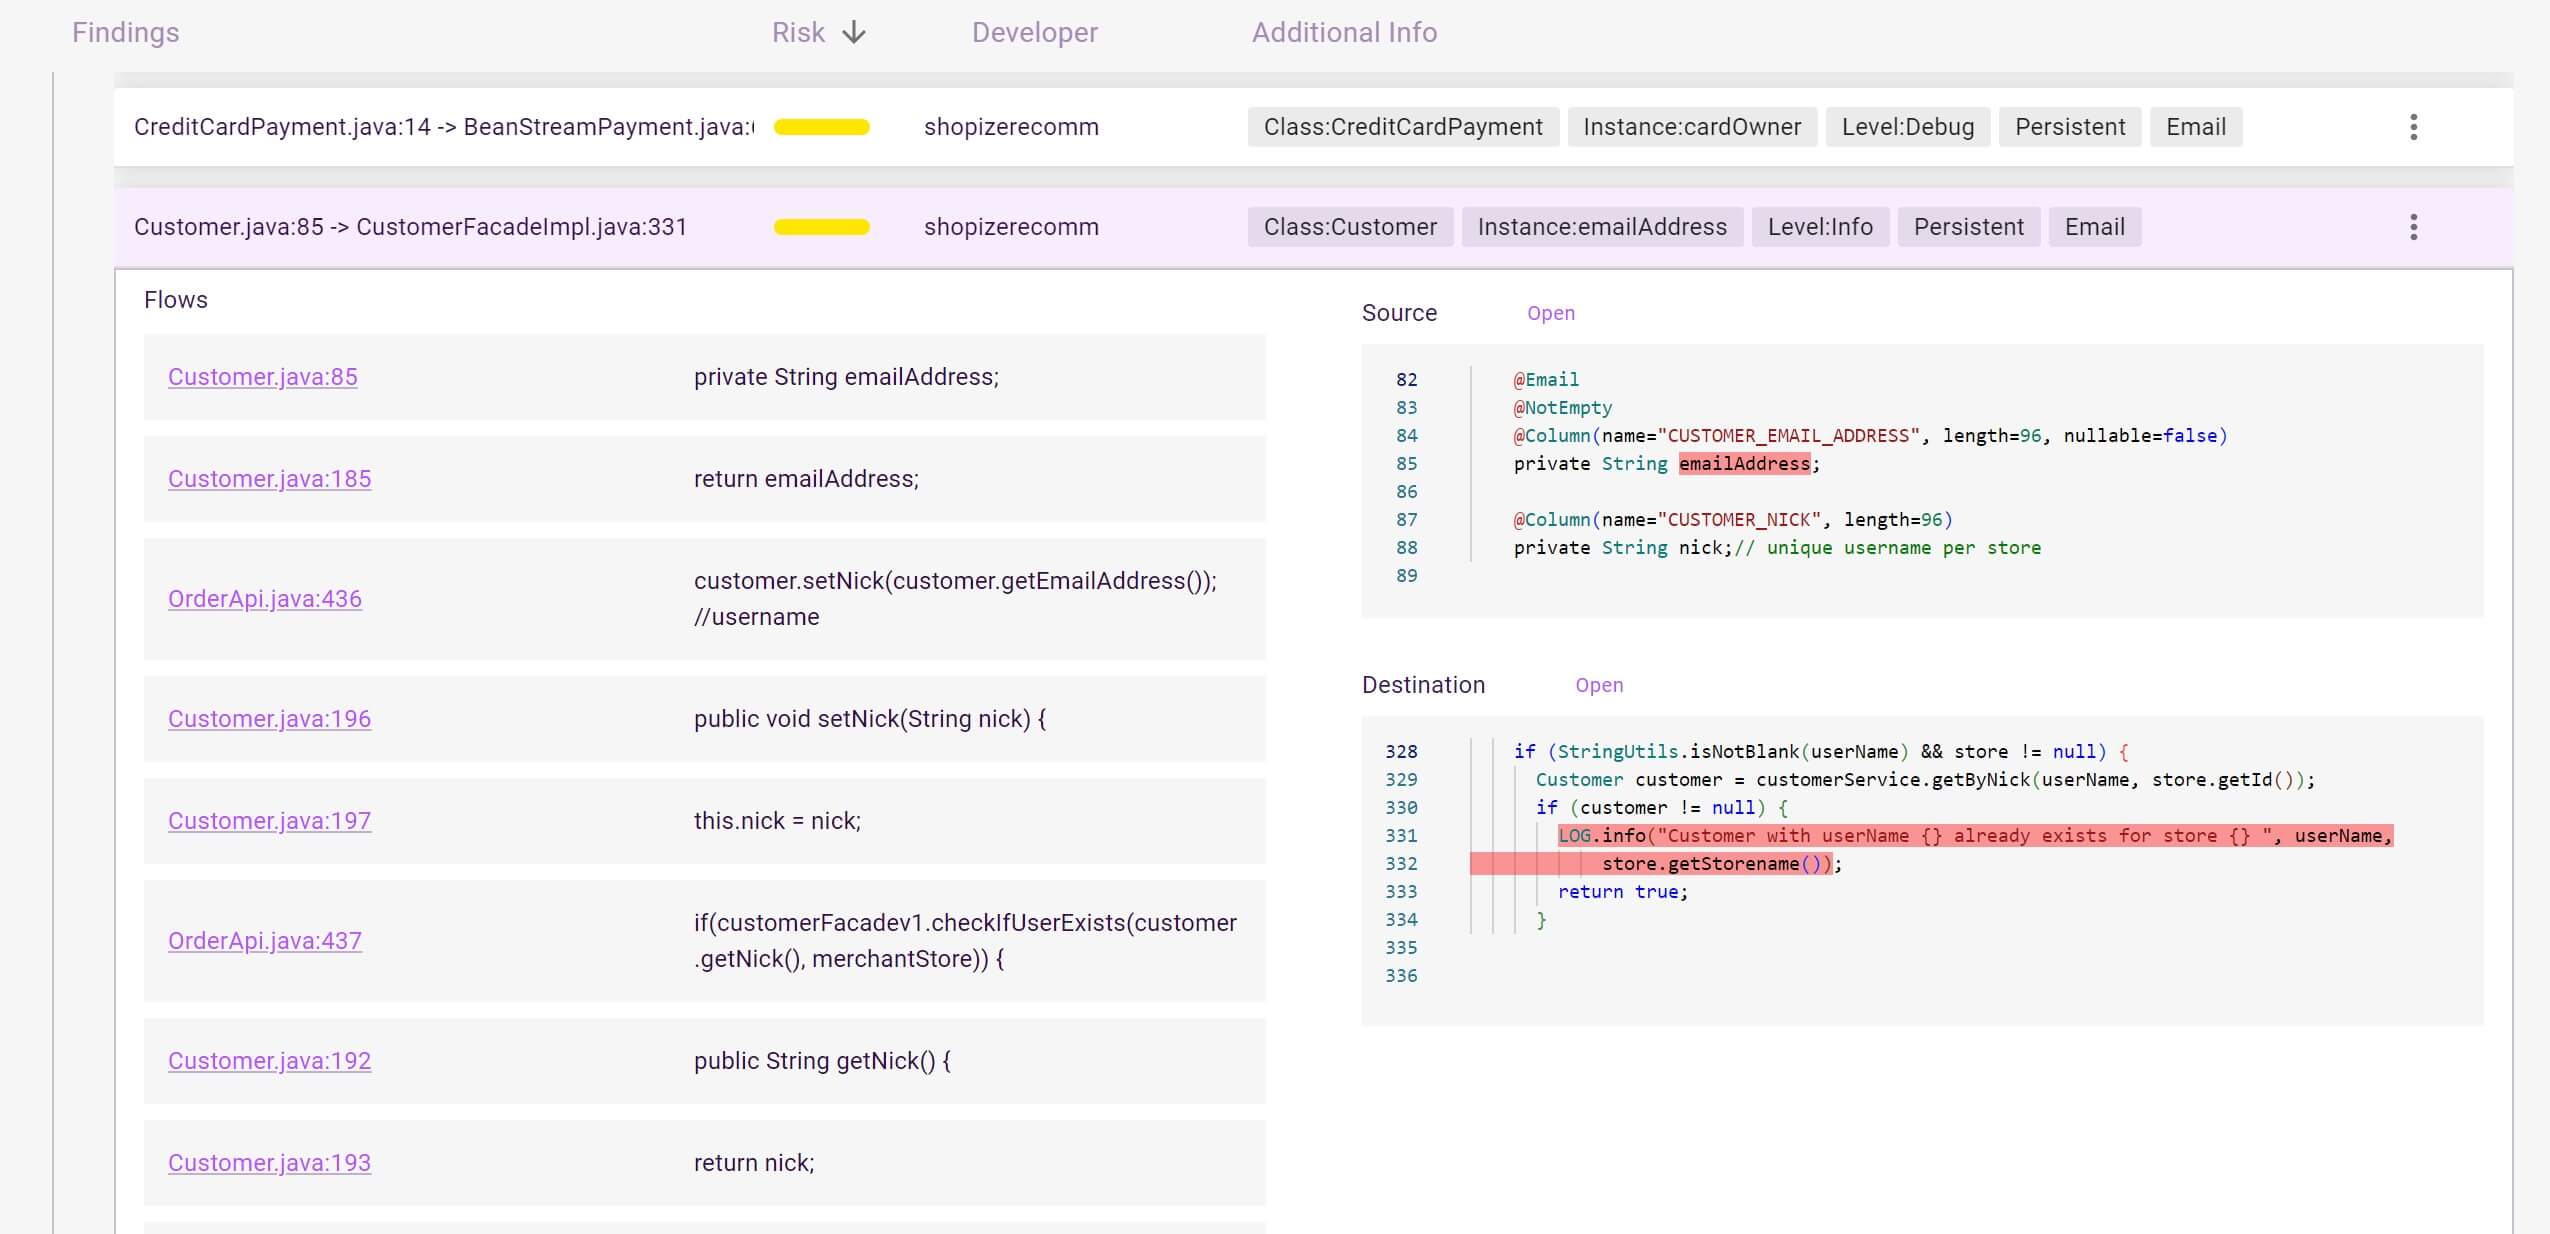 Findings Risk Developer Additional Info
CreditCardPayment.java:14 -> BeanStreamPayment.java: shopizerecomm Class:CreditCardPayment Instance:cardOwner Level:Debug Persistent Email
Customer.java:85 -> CustomerFacadeImpl.java:331 shopizerecomm Class:Customer Instance:emailAddress Level:Info Persistent Email
Flows
Customer.java:85 private String emailAddress;
Customer.java:185 return emailAddress;
OrderApi.java:436 customer.setNick(customer.getEmailAddress());
//username
Customer.java:196 public void setNick(String nick) {
Customer.java:197 this.nick = nick;
OrderApi.java:437 if(customerFacadev1.checkIfUserExists(customer
.getNick(), merchantStore)) {
Customer.java:192 public String getNick() {
Customer.java:193 return nick;
Source Open
82 @Email
83 @NotEmpty
84 @Column(name="CUSTOMER_EMAIL_ADDRESS", length=96, nullable=false)
85 private String emailAddress;
86
87 @Column(name="CUSTOMER_NICK", length=96)
88 private String nick;// unique username per store
89
Destination Open
328 if (StringUtils.isNotBlank(userName) && store != null) {
329 Customer customer = customerService.getByNick(userName, store.getId());
330 if (customer != null) {
331 LOG.info("Customer with userName {} already exists for store {} ", userName,
332 store.getStorename());
333 return true;
334 }
335
336